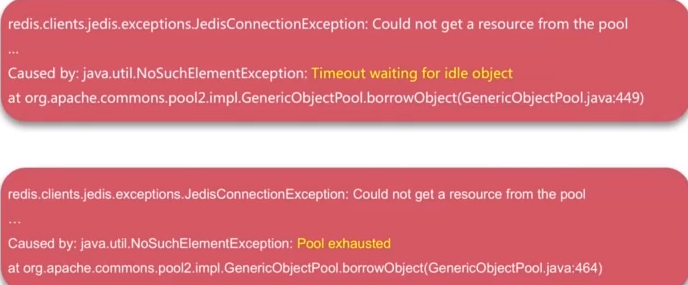 redis.clients.jedis.exceptions.JedisConnectionException: Could not get a resource from the pool
...
Caused by: java.util.NoSuchElementException: Timeout waiting for idle object
at org.apache.commons.pool2.impl.GenericObjectPool.borrowObject(GenericObjectPool.java:449)
redis.clients.jedis.exceptions.JedisConnectionException: Could not get a resource from the pool
...
Caused by: java.util.NoSuchElementException: Pool exhausted
at org.apache.commons.pool2.impl.GenericObjectPool.borrowObject(GenericObjectPool.java:464)